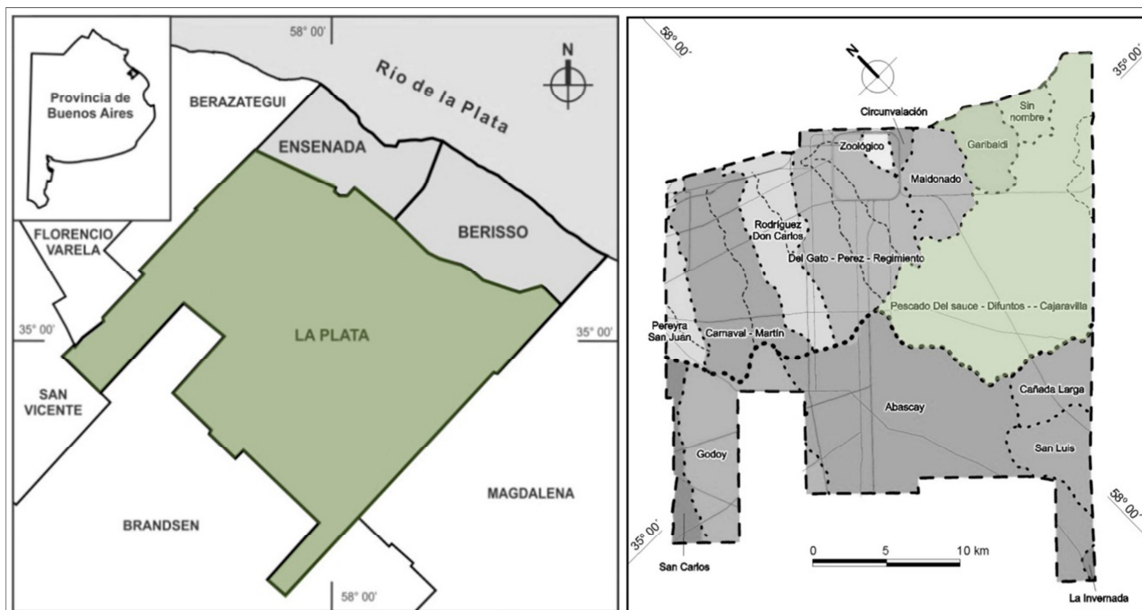 58° 00´
N
Provincia de
Buenos Aires
BERAZATEGUI
Río de la Plata
ENSENADA
BERISSO
FLORENCIO
VARELA
35° 00´
LA PLATA
35° 00´
SAN
VICENTE
MAGDALENA
BRANDSEN
58° 00´
58° 00´
N
35° 00´
Circunvalación
Sin
nombre
Zoológico
Garibaldi
Maldonado
Rodríguez
Don Carlos
Del Gato - Perez - Regimiento
Pescado Del sauce - Difuntos - - Cajaravilla
Pereyra
San Juán
Carnaval - Martín
Cañada Larga
Abascay
San Luis
Godoy
58° 00´
35° 00´
0 5 10 km
San Carlos
La Invernada